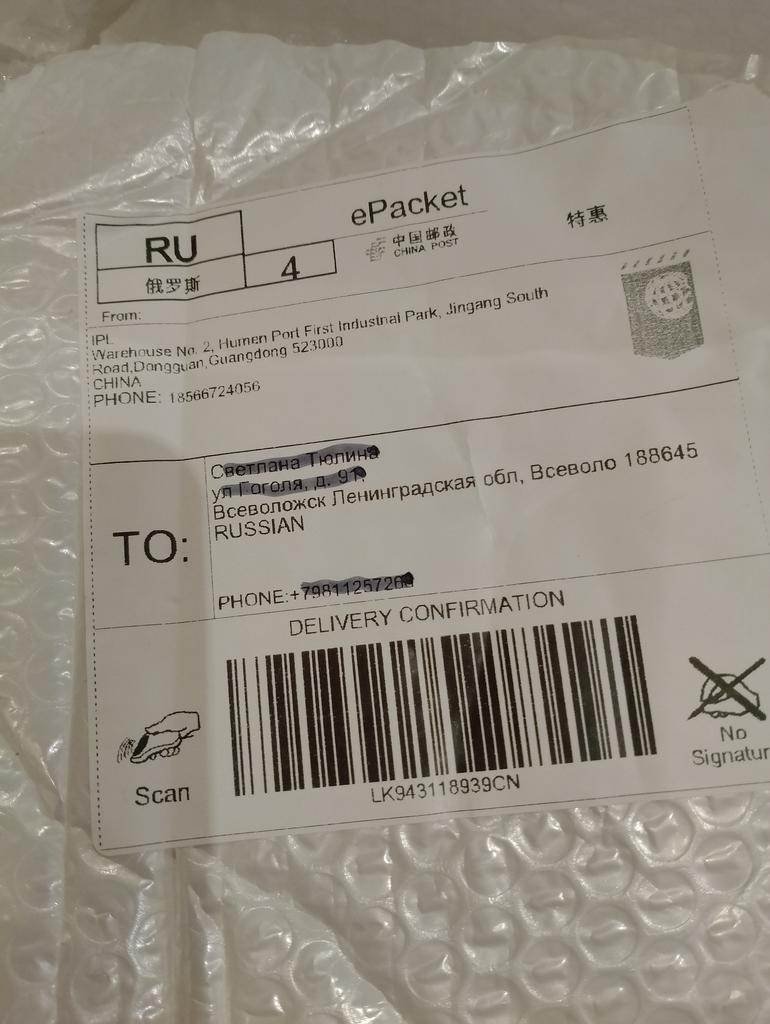 ePacket
RU
俄罗斯
4
中国邮政
CHINA POST
特惠
From:
IPL
Warehouse No. 2, Humen Port First Industrial Park, Jingang South
Road,Dongguan,Guangdong 523000
CHINA
PHONE: 18566724056
TO:
Всеволожск Ленинградская обл, Всеволо 188645
RUSSIAN
PHONE:+
DELIVERY CONFIRMATION
Scan
LK943118939CN
No
Signatur